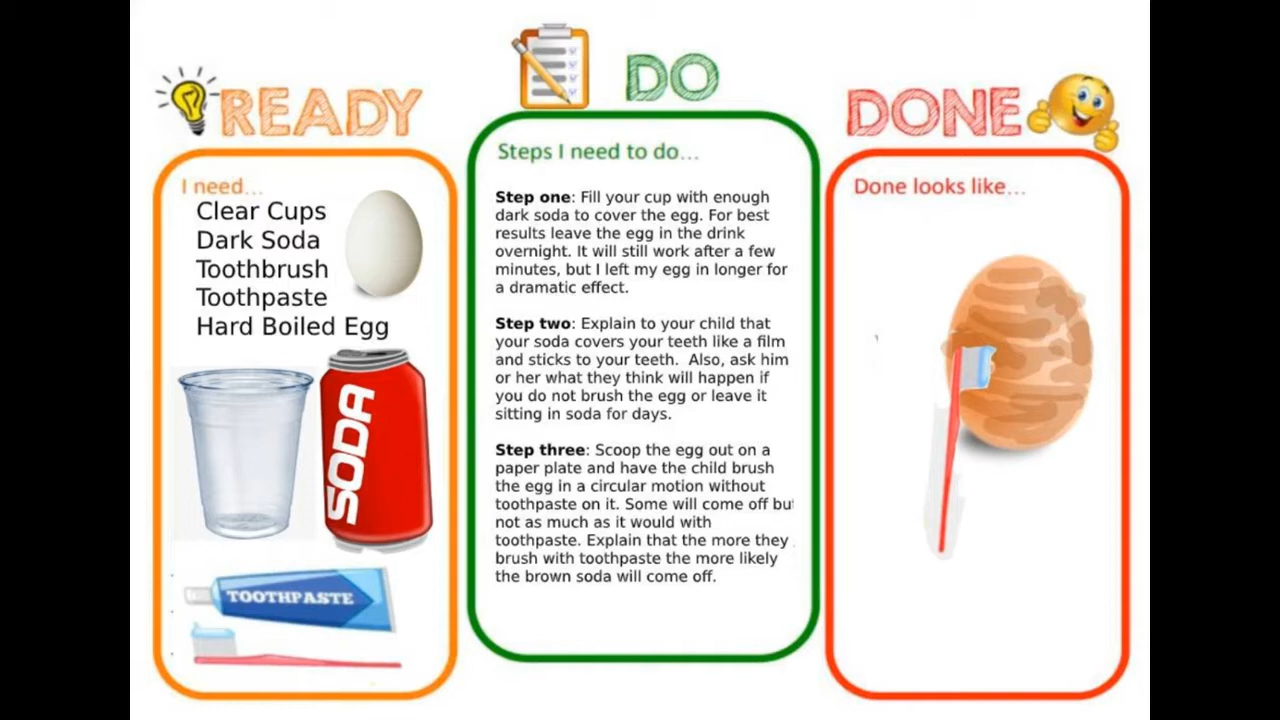 READY
I need...
Clear Cups
Dark Soda
Toothbrush
Toothpaste
Hard Boiled Egg
SODA
TOOTHPASTE
DO
Steps I need to do...
Step one: Fill your cup with enough
dark soda to cover the egg. For best
results leave the egg in the drink
overnight. It will still work after a few
minutes, but I left my egg in longer for
a dramatic effect.
Step two: Explain to your child that
your soda covers your teeth like a film
and sticks to your teeth. Also, ask him
or her what they think will happen if
you do not brush the egg or leave it
sitting in soda for days.
Step three: Scoop the egg out on a
paper plate and have the child brush
the egg in a circular motion without
toothpaste on it. Some will come off but
not as much as it would with
toothpaste. Explain that the more they
brush with toothpaste the more likely
the brown soda will come off.
DONE
Done looks like...